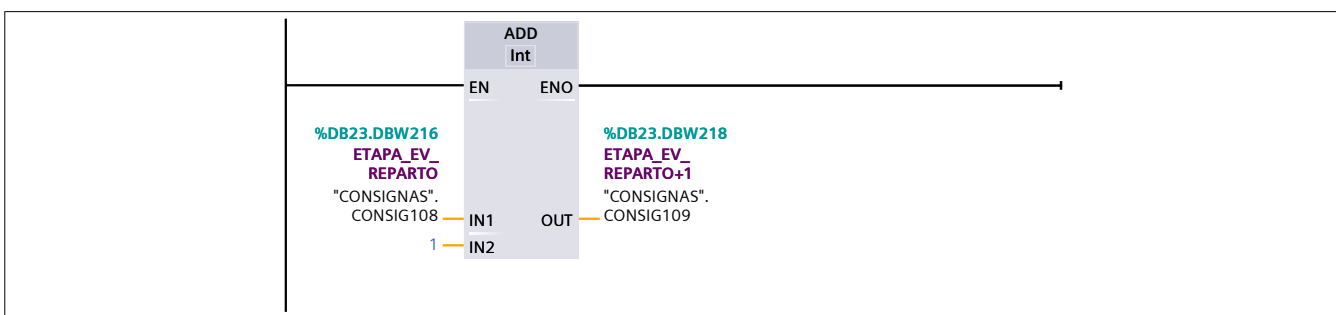 ADD
Int
EN ENO
%DB23.DBW216
ETAPA_EV_
REPARTO
"CONSIGNAS".
CONSIG108
%DB23.DBW218
ETAPA_EV_
REPARTO+1
"CONSIGNAS".
CONSIG109
IN1 OUT
1 IN2